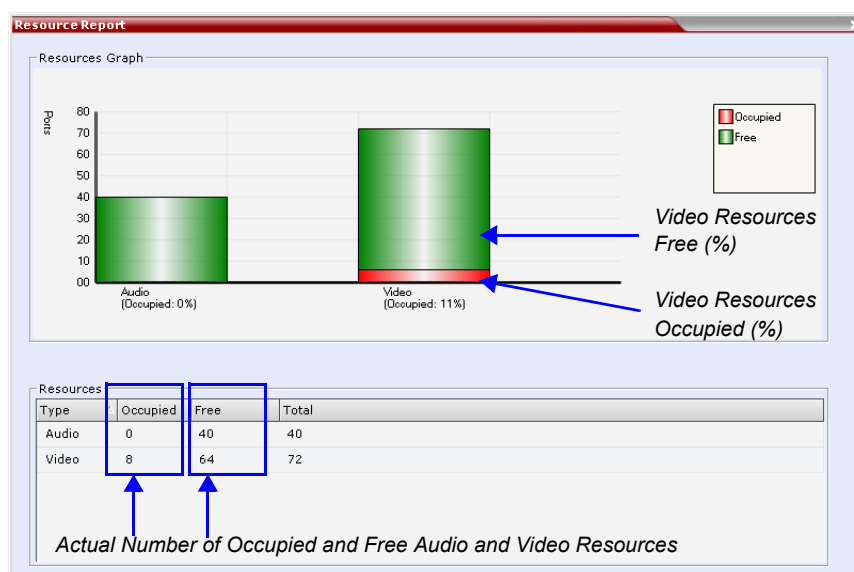 Resource Report
Resources Graph
Ports
80
70
60
50
40
30
20
10
00
Audio
(Occupied: 0%)
Video
(Occupied: 11%)
Occupied
Free
Video Resources
Free (%)
Video Resources
Occupied (%)
Resources
Type Occupied Free Total
Audio 0 40 40
Video 8 64 72
Actual Number of Occupied and Free Audio and Video Resources